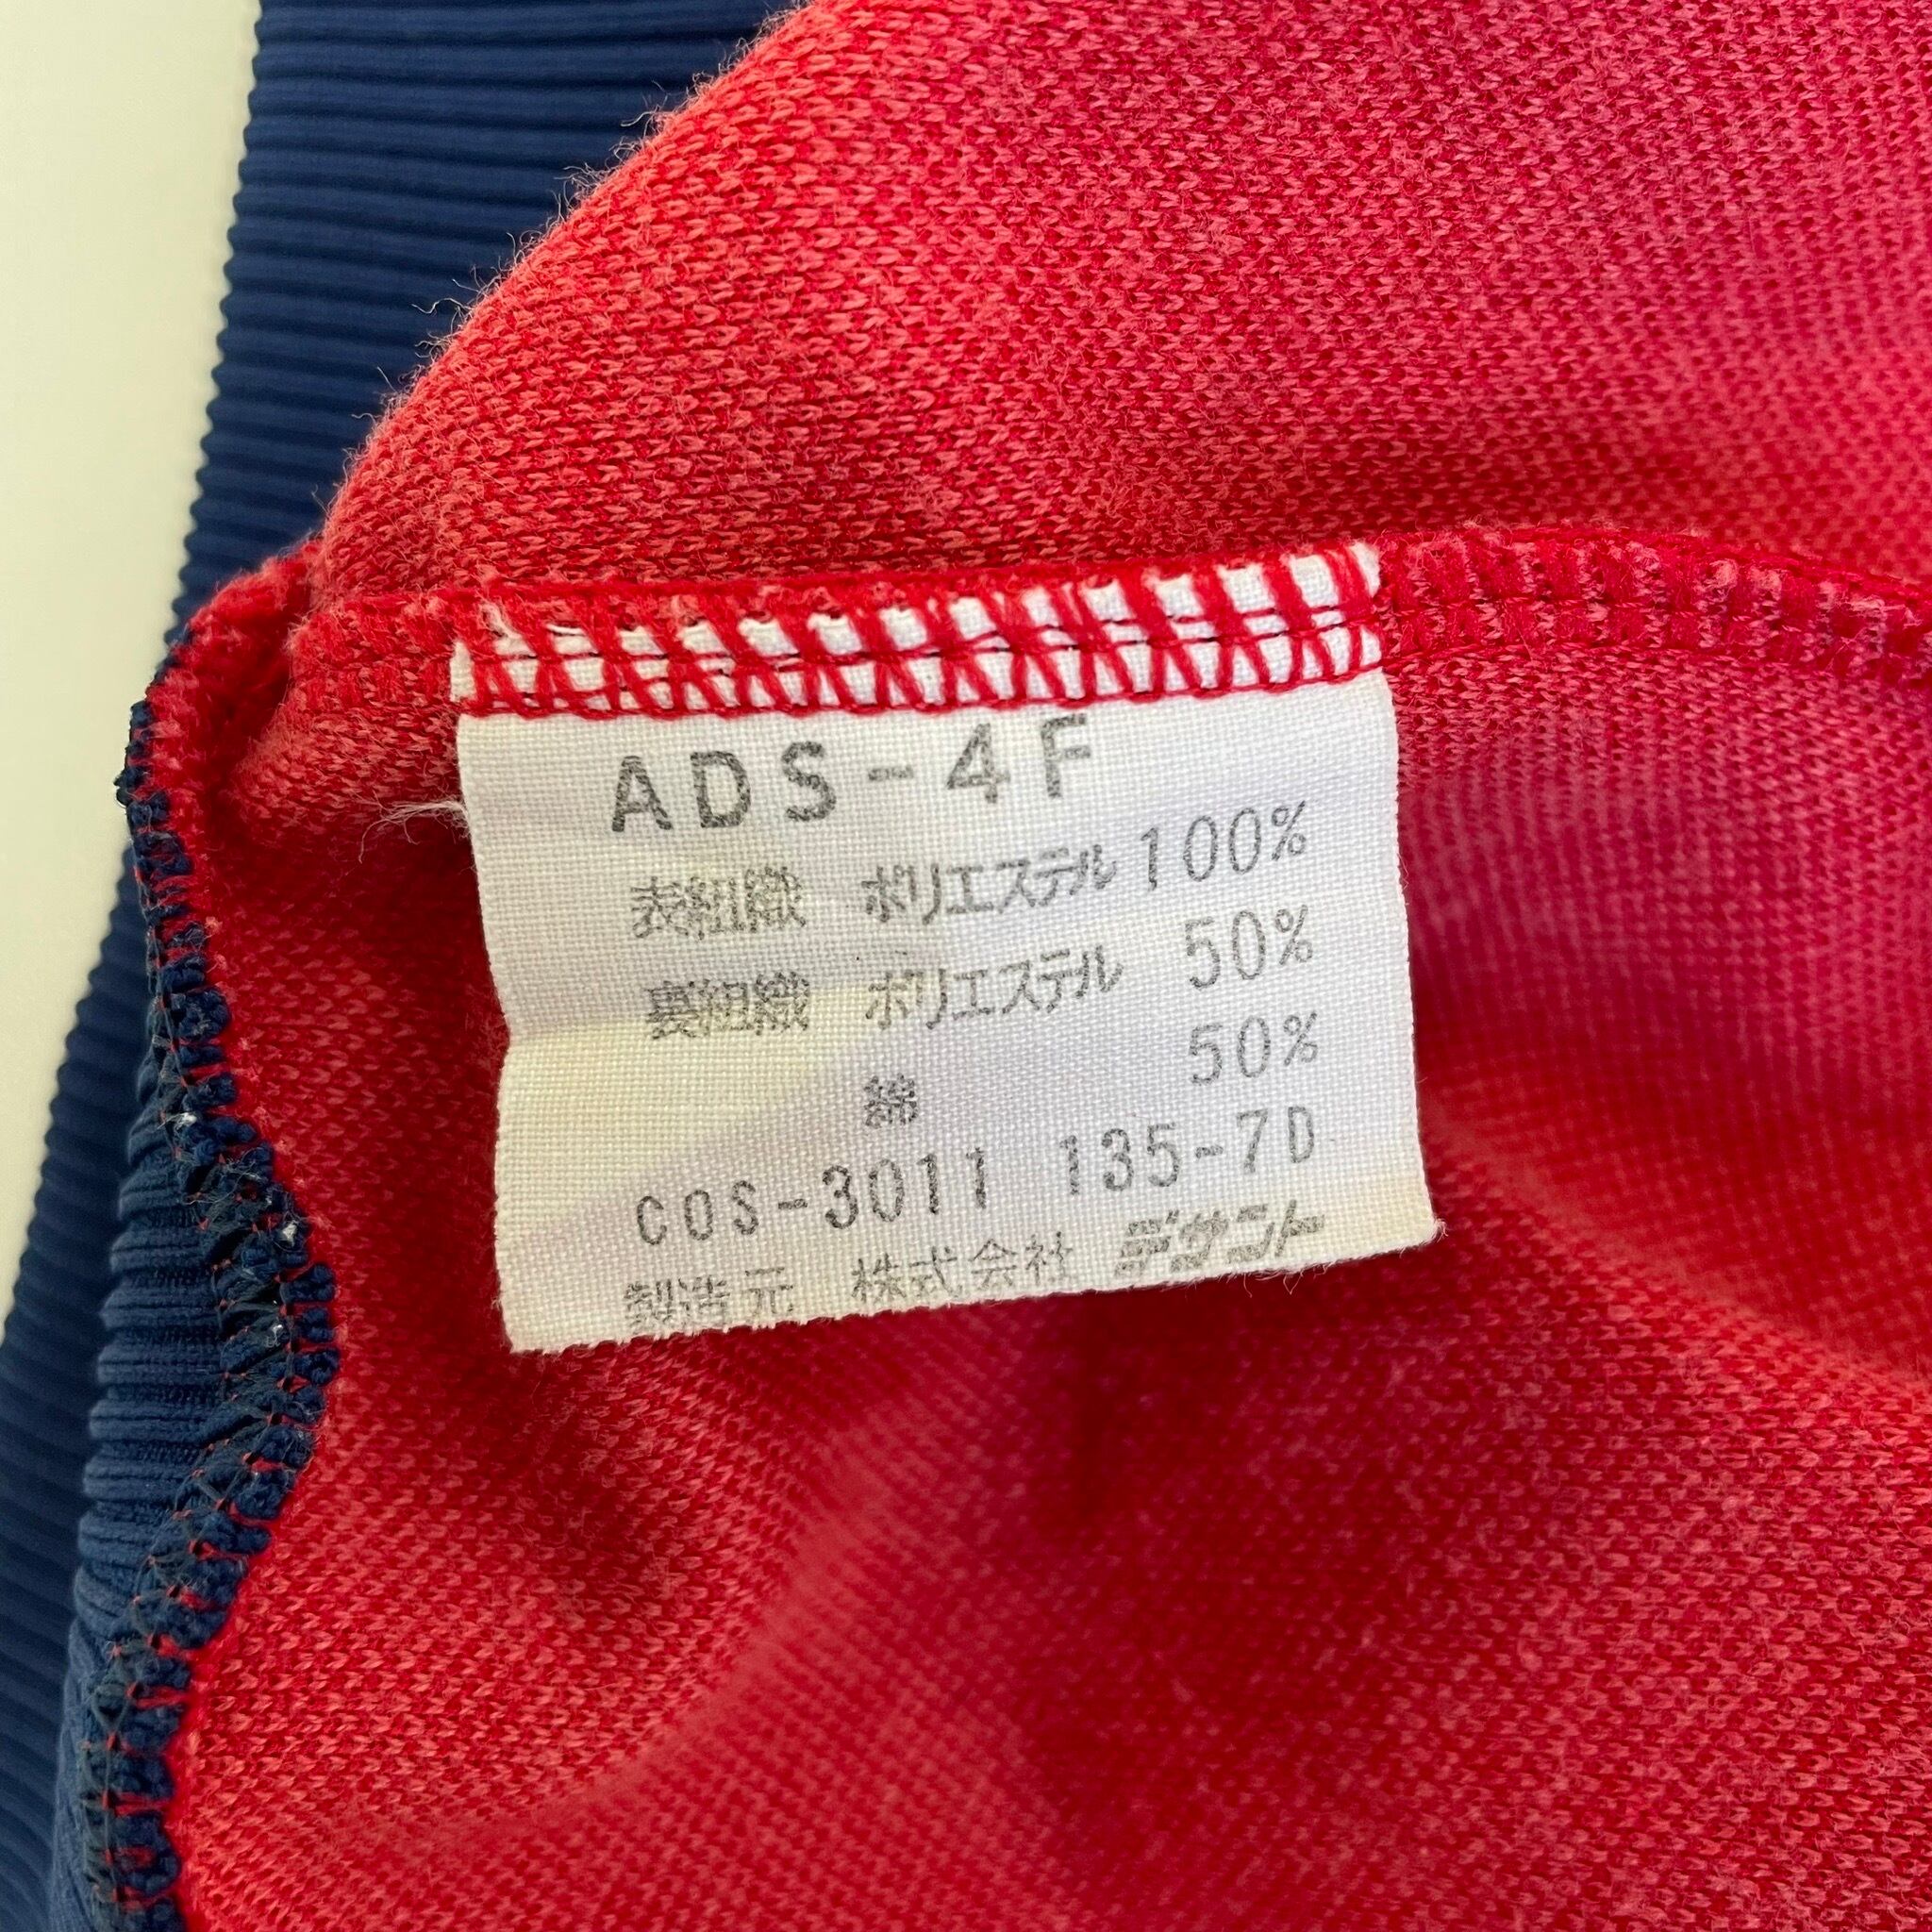 ADS-4F
表組織 ポリエステル 100%
裏組織 ポリエステル 50%
綿 50%
COS-3011 135-7D
製造元 株式会社 デサント